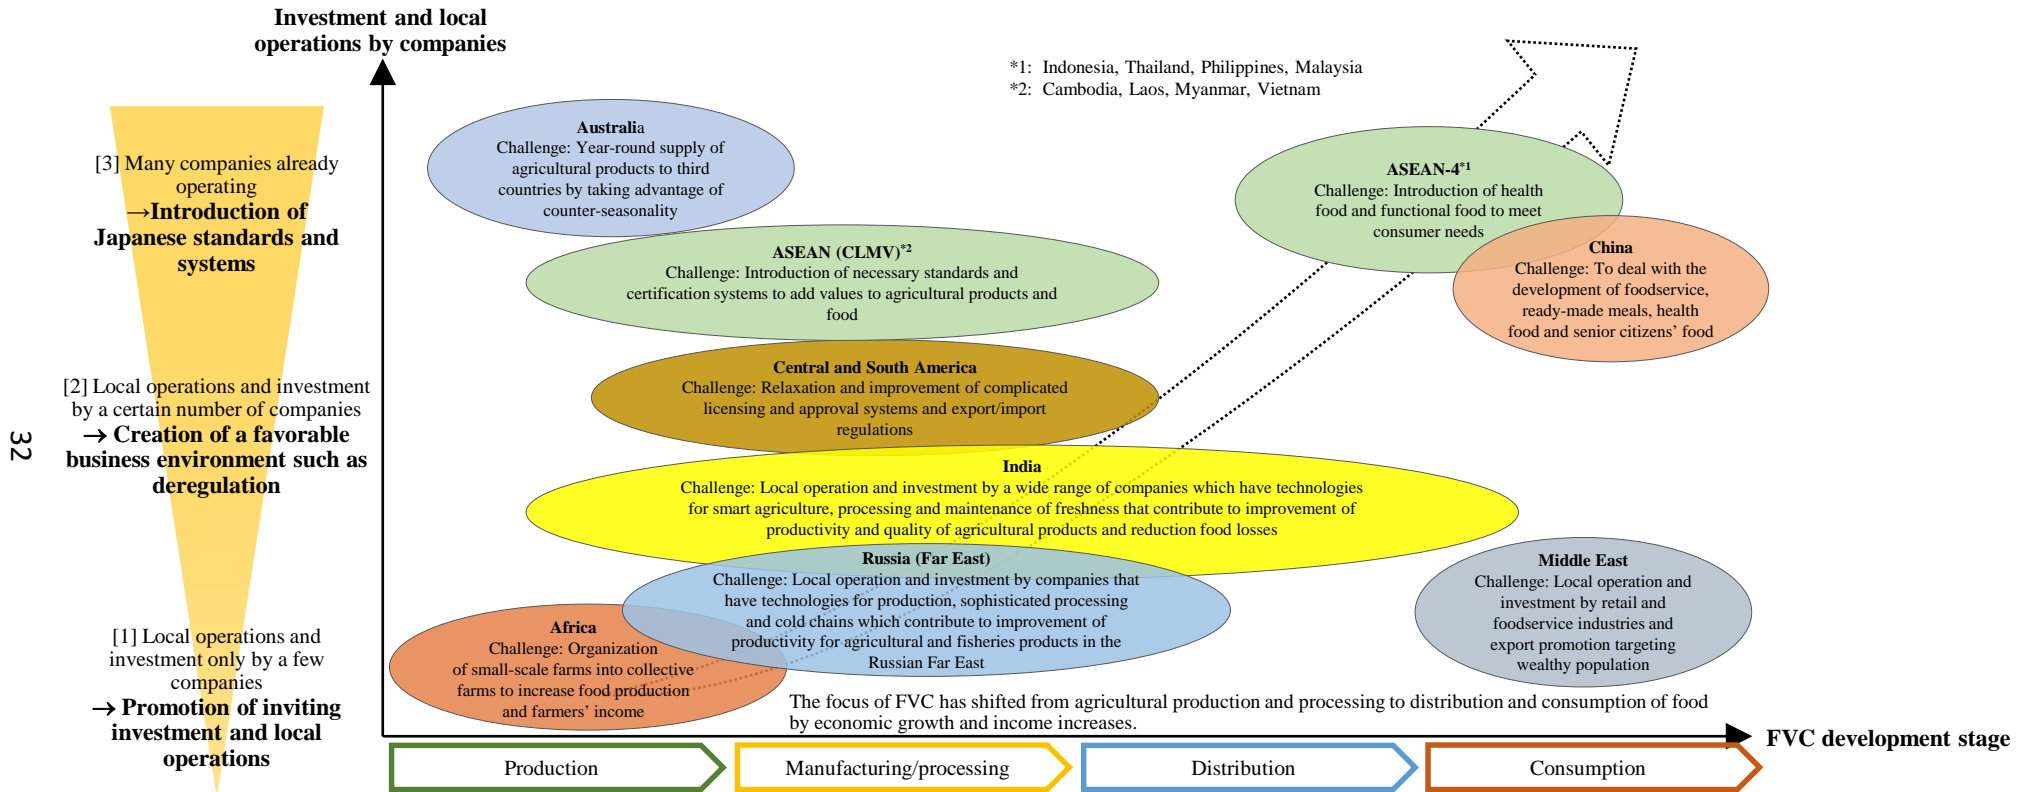 Investment and local
operations by companies
*1: Indonesia, Thailand, Philippines, Malaysia
*2: Cambodia, Laos, Myanmar, Vietnam
[3] Many companies already
operating
→Introduction of
Japanese standards and
systems
[2] Local operations and investment
by a certain number of companies
→ Creation of a favorable
business environment such as
deregulation
[1] Local operations and
investment only by a few
companies
→ Promotion of inviting
investment and local
operations
32
Australia
Challenge: Year-round supply of
agricultural products to third
countries by taking advantage of
counter-seasonality
ASEAN-4*1
Challenge: Introduction of health
food and functional food to meet
consumer needs
China
Challenge: To deal with the
development of foodservice,
ready-made meals, health
food and senior citizens’ food
ASEAN (CLMV)*2
Challenge: Introduction of necessary standards and
certification systems to add values to agricultural products and
food
Central and South America
Challenge: Relaxation and improvement of complicated
licensing and approval systems and export/import
regulations
India
Challenge: Local operation and investment by a wide range of companies which have technologies
for smart agriculture, processing and maintenance of freshness that contribute to improvement of
productivity and quality of agricultural products and reduction food losses
Russia (Far East)
Challenge: Local operation and investment by companies that
have technologies for production, sophisticated processing
and cold chains which contribute to improvement of
productivity for agricultural and fisheries products in the
Russian Far East
Middle East
Challenge: Local operation and
investment by retail and
foodservice industries and
export promotion targeting
wealthy population
Africa
Challenge: Organization
of small-scale farms into collective
farms to increase food production
and farmers’ income
The focus of FVC has shifted from agricultural production and processing to distribution and consumption of food
by economic growth and income increases.
FVC development stage
Production
Manufacturing/processing
Distribution
Consumption